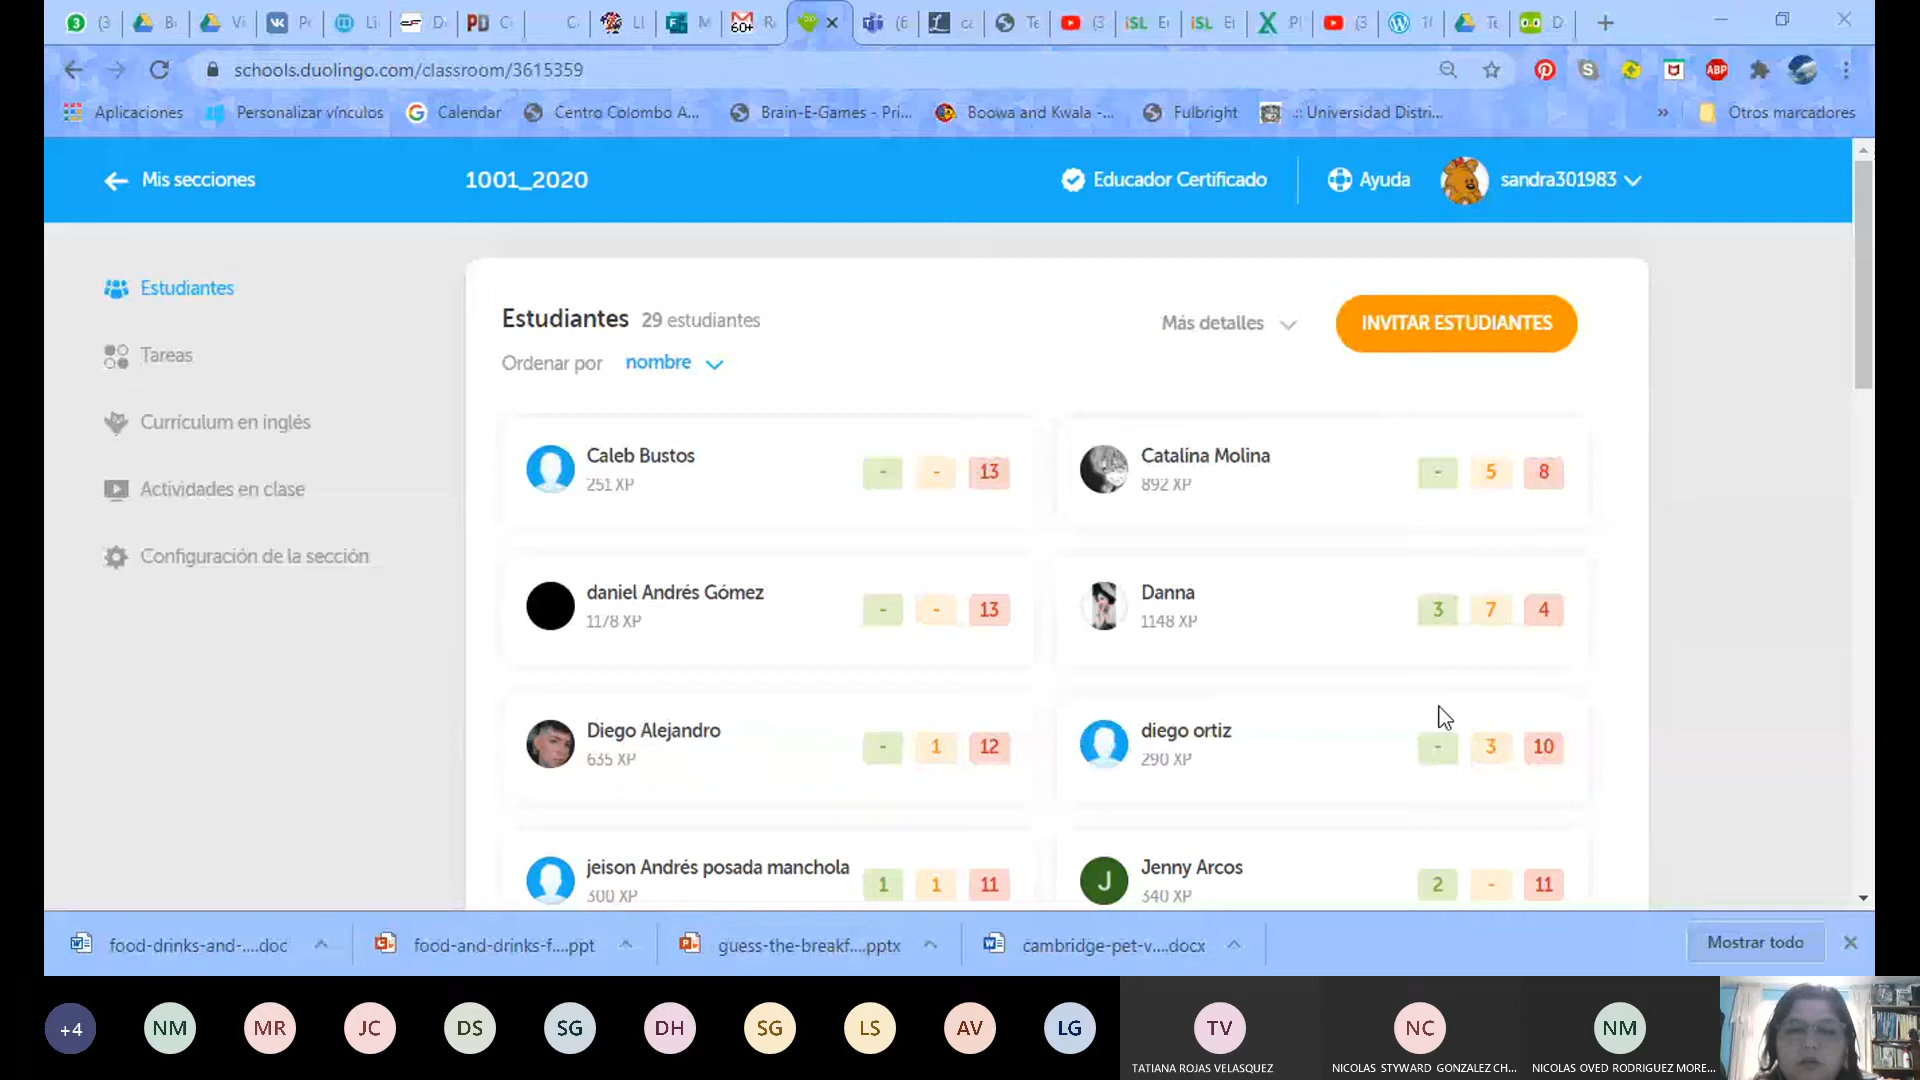 schools.duolingo.com/classroom/3615359
Aplicaciones Personalizar vínculos Calendar Centro Colombo A... Brain-E-Games - Pri... Boowa and Kwala -... Fulbright .:: Universidad Distri... » Otros marcadores
Mis secciones 1001_2020 Educador Certificado Ayuda sandra301983
Estudiantes
Tareas
Currículum en inglés
Actividades en clase
Configuración de la sección
Estudiantes 29 estudiantes Más detalles INVITAR ESTUDIANTES
Ordenar por nombre
Caleb Bustos - - 13
251 XP
Catalina Molina - 5 8
892 XP
daniel Andrés Gómez - - 13
1178 XP
Danna 3 7 4
1148 XP
Diego Alejandro - 1 12
635 XP
diego ortiz - 3 10
290 XP
jeison Andrés posada manchola 1 1 11
300 XP
J Jenny Arcos 2 - 11
340 XP
food-drinks-and-....doc food-and-drinks-f....ppt guess-the-breakf....pptx cambridge-pet-v....docx Mostrar todo
+4 NM MR JC DS SG DH SG LS AV LG TV NC NM
TATIANA ROJAS VELASQUEZ NICOLAS STYWARD GONZALEZ CH... NICOLAS OVED RODRIGUEZ MORE...